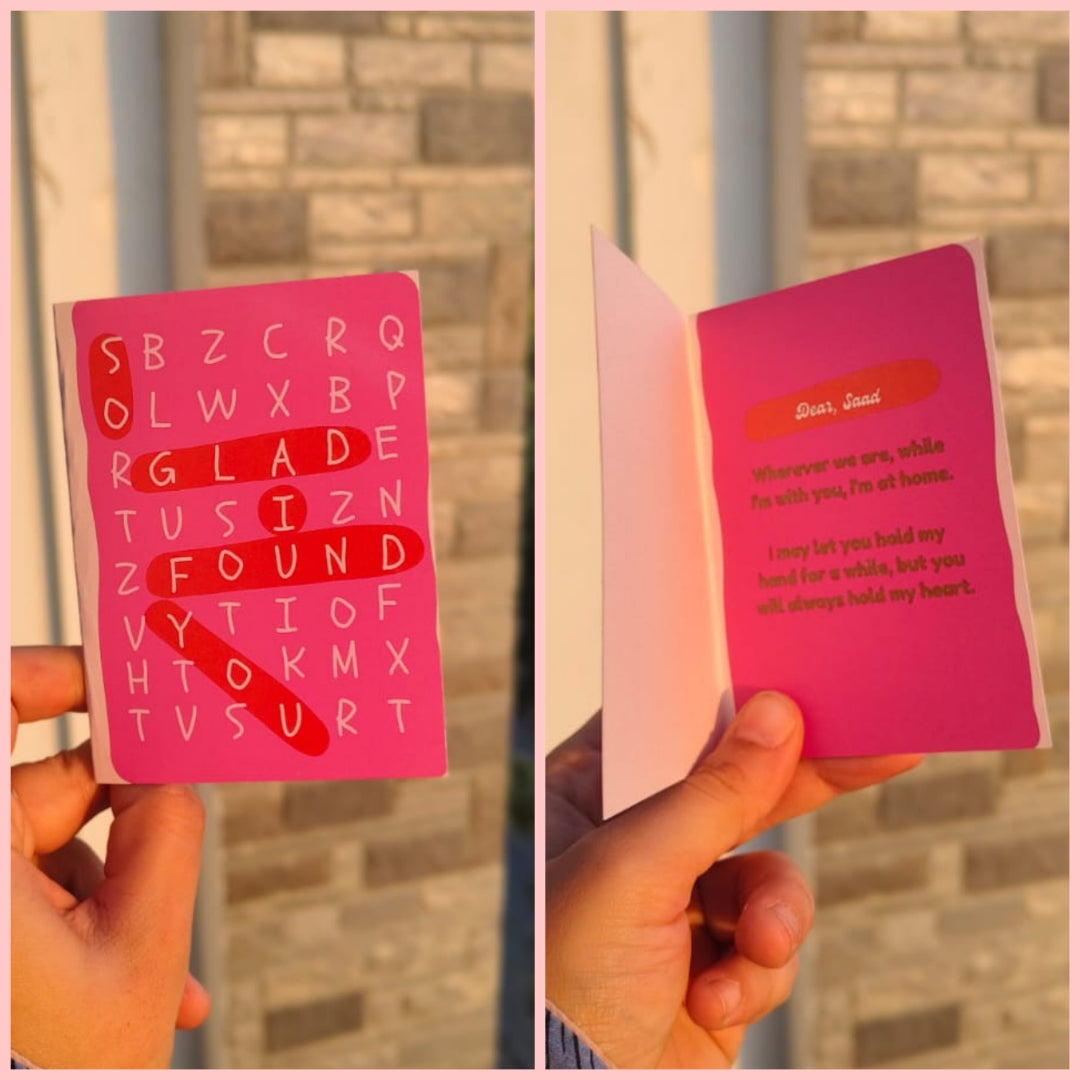 S B Z C R Q
O L W X B P
R G L A D E
T U S I Z N
Z F O U N D
V Y T I O F
H T O K M X
T V S U R T
Dear, Saad
Wherever we are, while
I'm with you, I'm at home.
I may let you hold my
hand for a while, but you
will always hold my heart.